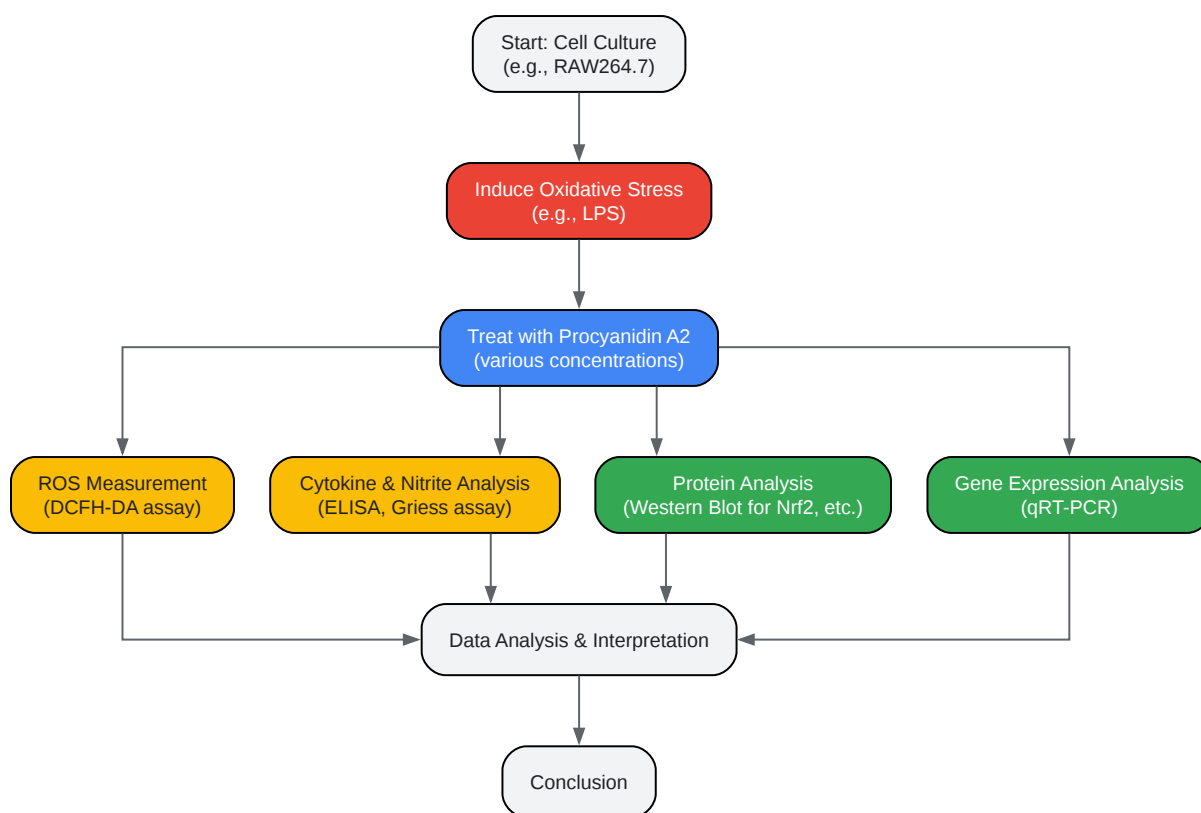 Start: Cell Culture
(e.g., RAW264.7)
Induce Oxidative Stress
(e.g., LPS)
Treat with Procyanidin A2
(various concentrations)
ROS Measurement
(DCFH-DA assay)
Cytokine & Nitrite Analysis
(ELISA, Griess assay)
Protein Analysis
(Western Blot for Nrf2, etc.)
Gene Expression Analysis
(qRT-PCR)
Data Analysis & Interpretation
Conclusion